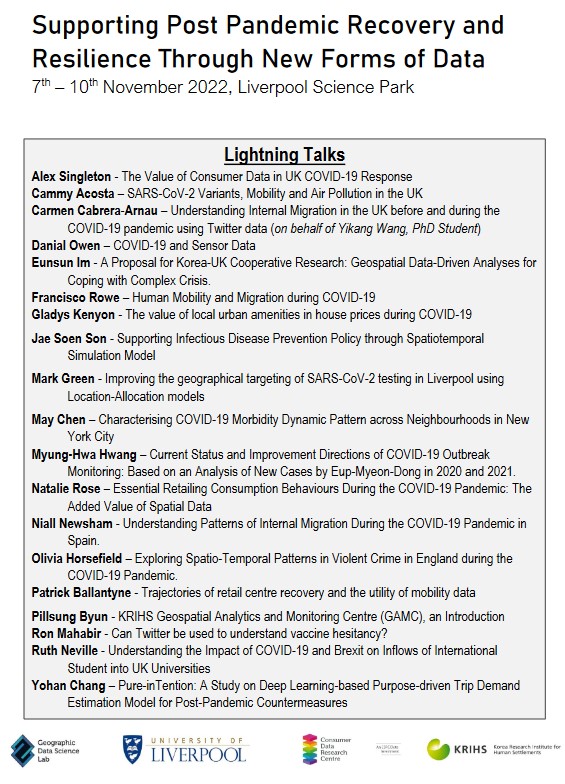 Supporting Post Pandemic Recovery and
Resilience Through New Forms of Data
7th – 10th November 2022, Liverpool Science Park
Lightning Talks
Alex Singleton - The Value of Consumer Data in UK COVID-19 Response
Cammy Acosta – SARS-CoV-2 Variants, Mobility and Air Pollution in the UK
Carmen Cabrera-Arnau – Understanding Internal Migration in the UK before and during the
COVID-19 pandemic using Twitter data (on behalf of Yikang Wang, PhD Student)
Danial Owen – COVID-19 and Sensor Data
Eunsun Im - A Proposal for Korea-UK Cooperative Research: Geospatial Data-Driven Analyses for
Coping with Complex Crisis.
Francisco Rowe – Human Mobility and Migration during COVID-19
Gladys Kenyon - The value of local urban amenities in house prices during COVID-19
Jae Soen Son - Supporting Infectious Disease Prevention Policy through Spatiotemporal
Simulation Model
Mark Green - Improving the geographical targeting of SARS-CoV-2 testing in Liverpool using
Location-Allocation models
May Chen – Characterising COVID-19 Morbidity Dynamic Pattern across Neighbourhoods in New
York City
Myung-Hwa Hwang – Current Status and Improvement Directions of COVID-19 Outbreak
Monitoring: Based on an Analysis of New Cases by Eup-Myeon-Dong in 2020 and 2021.
Natalie Rose – Essential Retailing Consumption Behaviours During the COVID-19 Pandemic: The
Added Value of Spatial Data
Niall Newsham - Understanding Patterns of Internal Migration During the COVID-19 Pandemic in
Spain.
Olivia Horsefield – Exploring Spatio-Temporal Patterns in Violent Crime in England during the
COVID-19 Pandemic.
Patrick Ballantyne - Trajectories of retail centre recovery and the utility of mobility data
Pillsung Byun - KRIHS Geospatial Analytics and Monitoring Centre (GAMC), an Introduction
Ron Mahabir - Can Twitter be used to understand vaccine hesitancy?
Ruth Neville - Understanding the Impact of COVID and Brexit on Inflows of International
Student into UK Universities
Yohan Chang – Pure-inTention: A Study on Deep Learning-based Purpose-driven Trip Demand
Estimation Model for Post-Pandemic Countermeasures
Geographic
Data Science
Lab
UNIVERSITY OF
LIVERPOOL
Consumer
Data
Research
Centre
KRIHS
Korea Research Institute for
Human Settlements